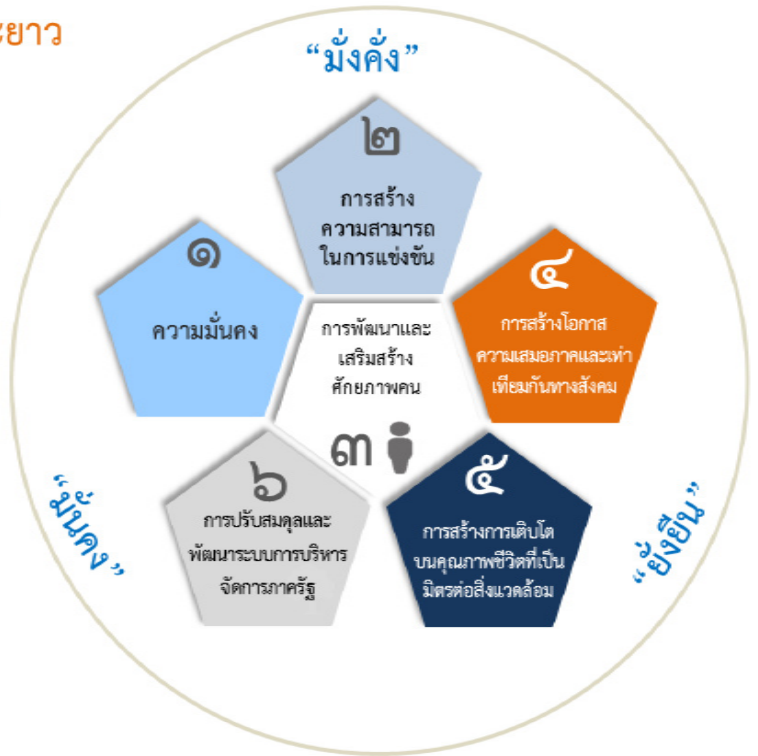 “มั่งคั่ง”
๒
การสร้าง
ความสามารถ
ในการแข่งขัน
๑
ความมั่นคง
๔
การสร้างโอกาส
ความเสมอภาคและเท่า
เทียมกันทางสังคม
การพัฒนาและ
เสริมสร้าง
ศักยภาพคน
๓
๖
การปรับสมดุลและ
พัฒนาระบบการบริหาร
จัดการภาครัฐ
๕
การสร้างการเติบโต
บนคุณภาพชีวิตที่เป็น
มิตรต่อสิ่งแวดล้อม
“มั่นคง”
“ยั่งยืน”